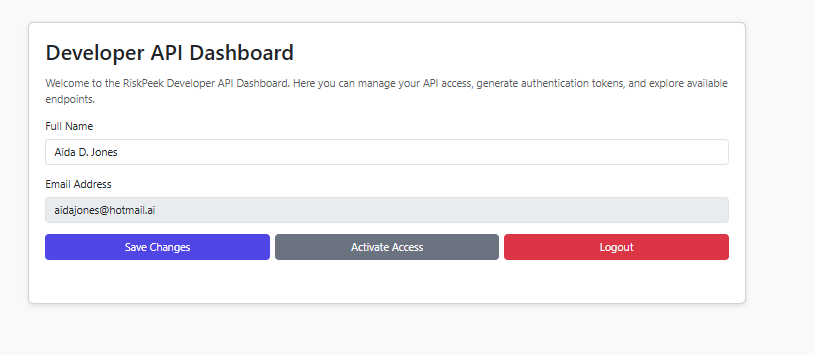 Developer API Dashboard
Welcome to the RiskPeek Developer API Dashboard. Here you can manage your API access, generate authentication tokens, and explore available
endpoints.
Full Name
Aida D. Jones
Email Address
aidajones@hotmail.ai
Save Changes
Activate Access
Logout